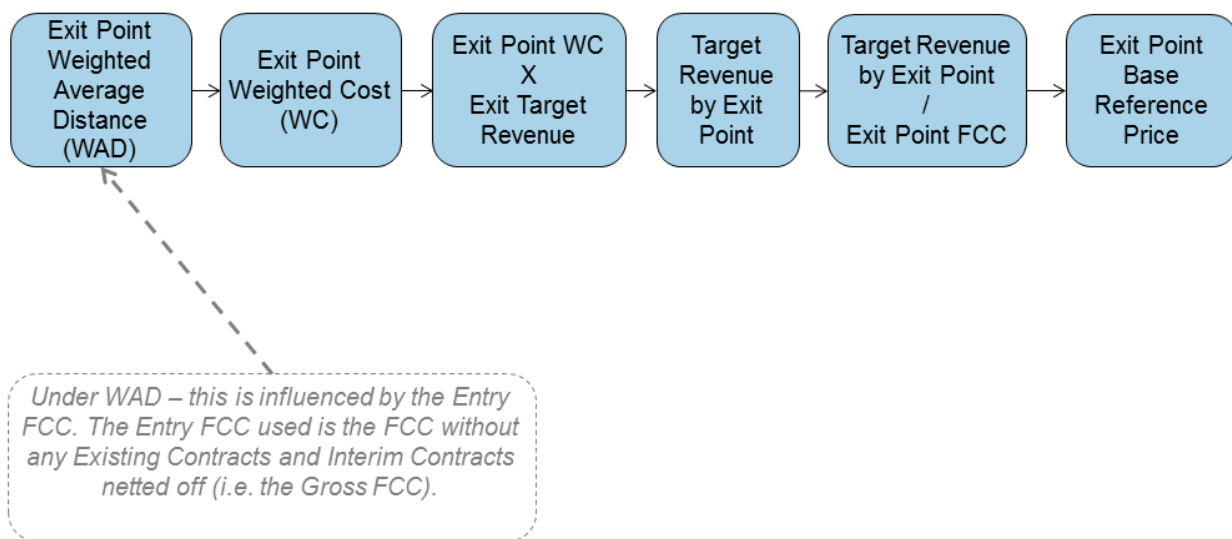 Exit Point
Weighted
Average
Distance
(WAD)
Exit Point
Weighted Cost
(WC)
Exit Point WC
X
Exit Target
Revenue
Target
Revenue
by Exit
Point
Target Revenue
by Exit Point
/
Exit Point FCC
Exit Point
Base
Reference
Price
Under WAD – this is influenced by the Entry
FCC. The Entry FCC used is the FCC without
any Existing Contracts and Interim Contracts
netted off (i.e. the Gross FCC).